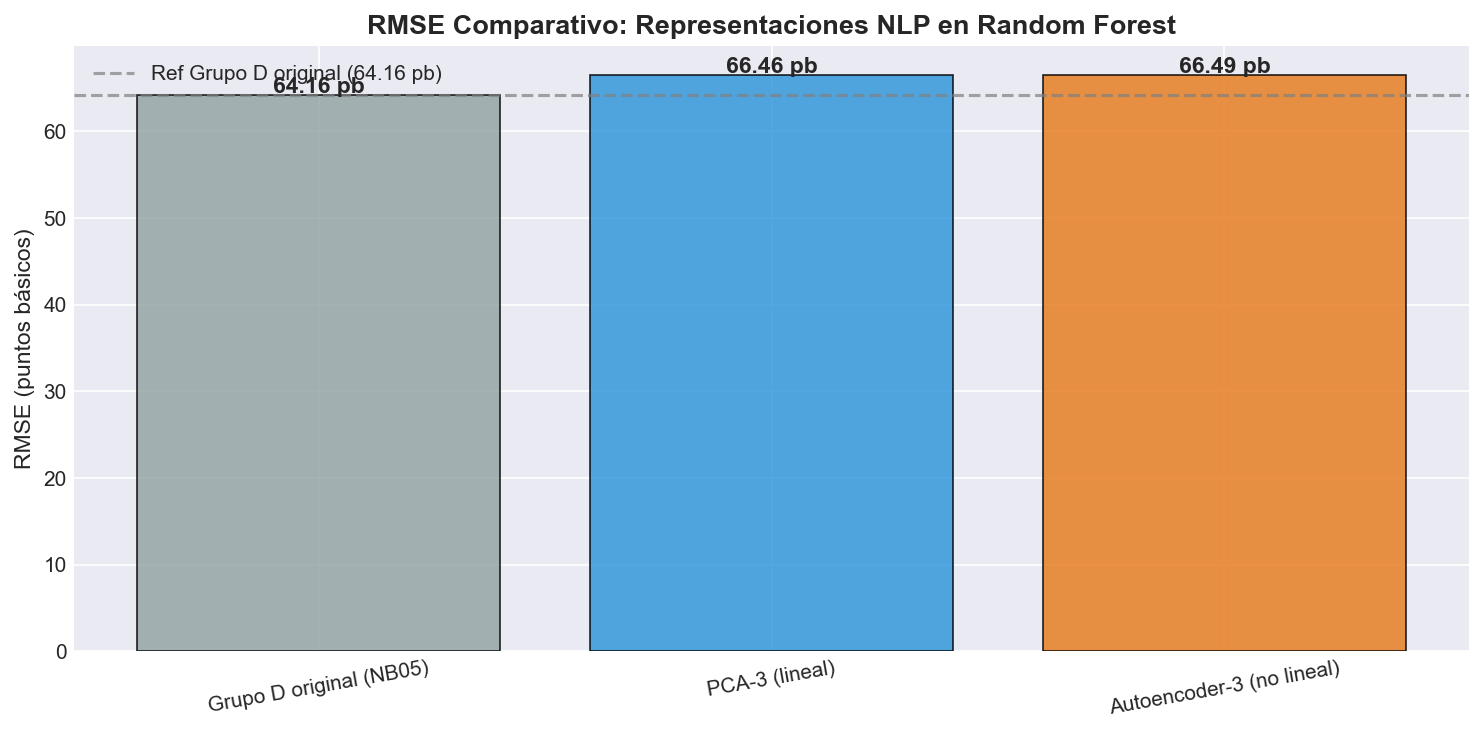 RMSE Comparativo: Representaciones NLP en Random Forest
Ref Grupo D original (64.16 pb)
64.16 pb
66.46 pb
66.49 pb
RMSE (puntos básicos)
60
50
40
30
20
10
0
Grupo D original (NB05)
PCA-3 (lineal)
Autoencoder-3 (no lineal)